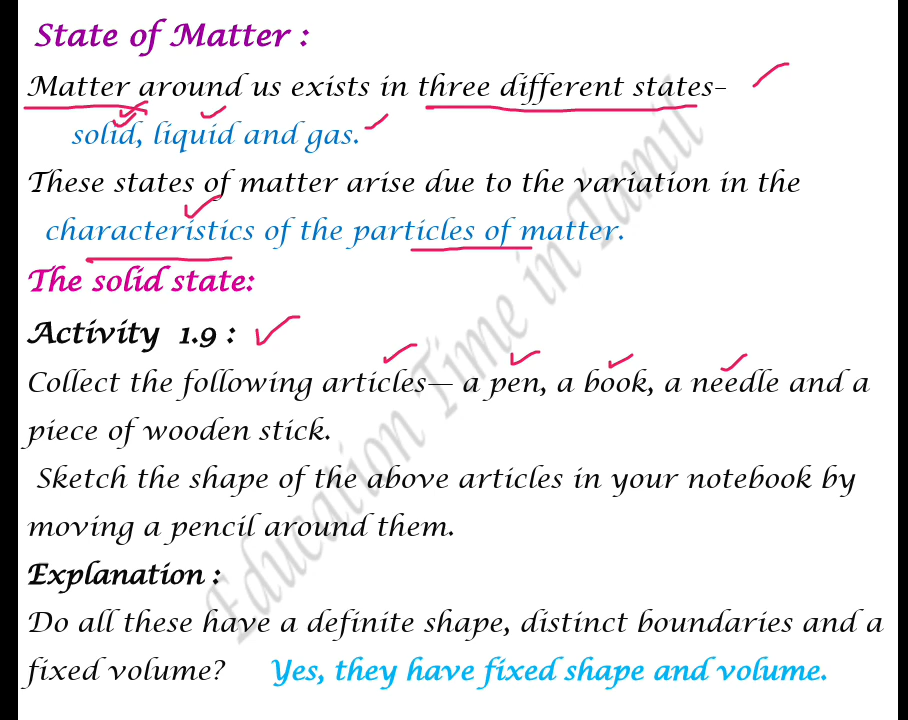 State of Matter :
Matter around us exists in three different states–
solid, liquid and gas.
These states of matter arise due to the variation in the
characteristics of the particles of matter.
The solid state:
Activity 1.9 :
Collect the following articles— a pen, a book, a needle and a
piece of wooden stick.
Sketch the shape of the above articles in your notebook by
moving a pencil around them.
Explanation :
Do all these have a definite shape, distinct boundaries and a
fixed volume? Yes, they have fixed shape and volume.
Education Time in Tamil